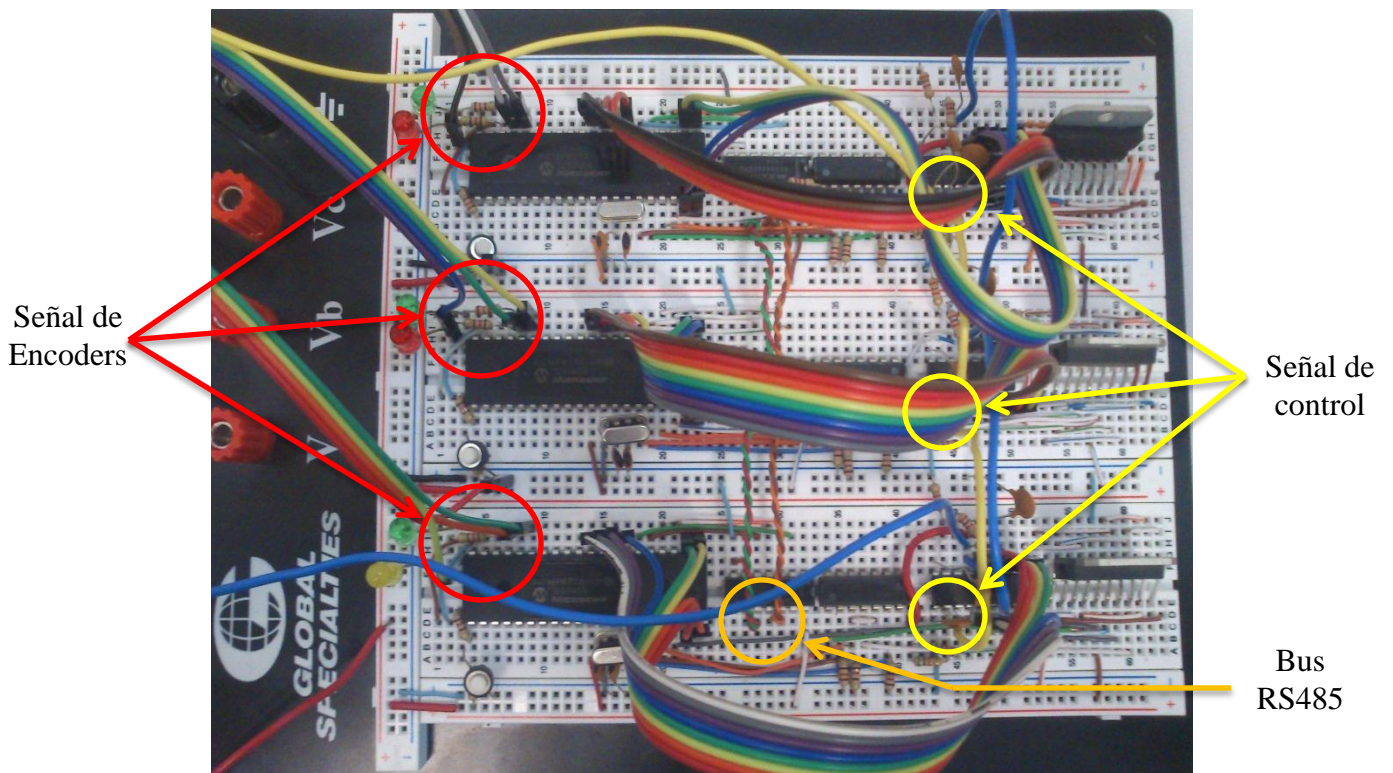 Señal de
Encoders
Señal de
control
Bus
RS485
Vc
Vb
V
GLOBAL
SPECIALTIES